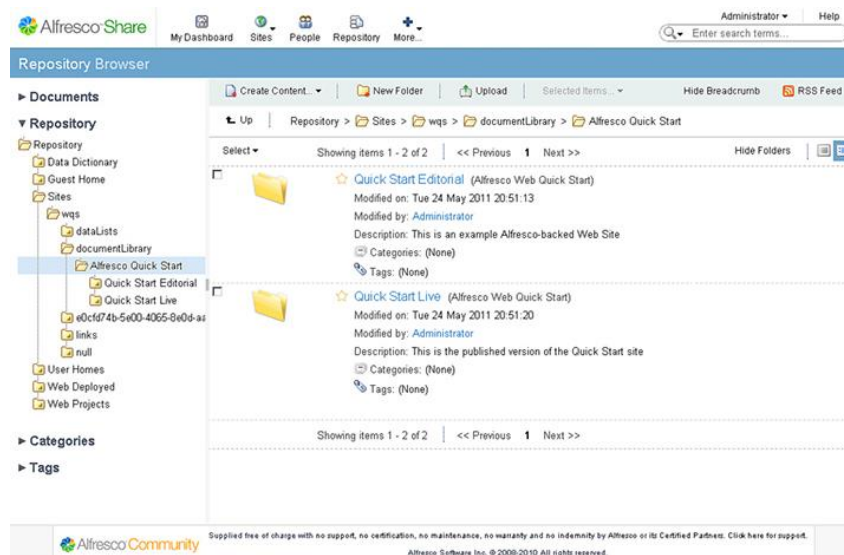 Alfresco Share
My Dashboard Sites People Repository More...
Administrator Help
Enter search terms...
Repository Browser
Documents
Repository
Repository
Data Dictionary
Guest Home
Sites
wqs
dataLists
documentLibrary
Alfresco Quick Start
Quick Start Editorial
Quick Start Live
e0cfd74b-5e00-4065-8e0d-aa
links
null
User Homes
Web Deployed
Web Projects
Categories
Tags
Create Content... New Folder Upload Selected Items... Hide Breadcrumb RSS Feed
Up Repository > Sites > wqs > documentLibrary > Alfresco Quick Start
Select Showing items 1 - 2 of 2 << Previous 1 Next >> Hide Folders
Quick Start Editorial (Alfresco Web Quick Start)
Modified on: Tue 24 May 2011 20:51:13
Modified by: Administrator
Description: This is an example Alfresco-backed Web Site
Categories: (None)
Tags: (None)
Quick Start Live (Alfresco Web Quick Start)
Modified on: Tue 24 May 2011 20:51:20
Modified by: Administrator
Description: This is the published version of the Quick Start site
Categories: (None)
Tags: (None)
Showing items 1 - 2 of 2 << Previous 1 Next >>
Alfresco Community
Supplied free of charge with no support, no certification, no maintenance, no warranty and no indemnity by Alfresco or its Certified Partners. Click here for support.
Alfresco Software Inc. © 2005-2010 All rights reserved.